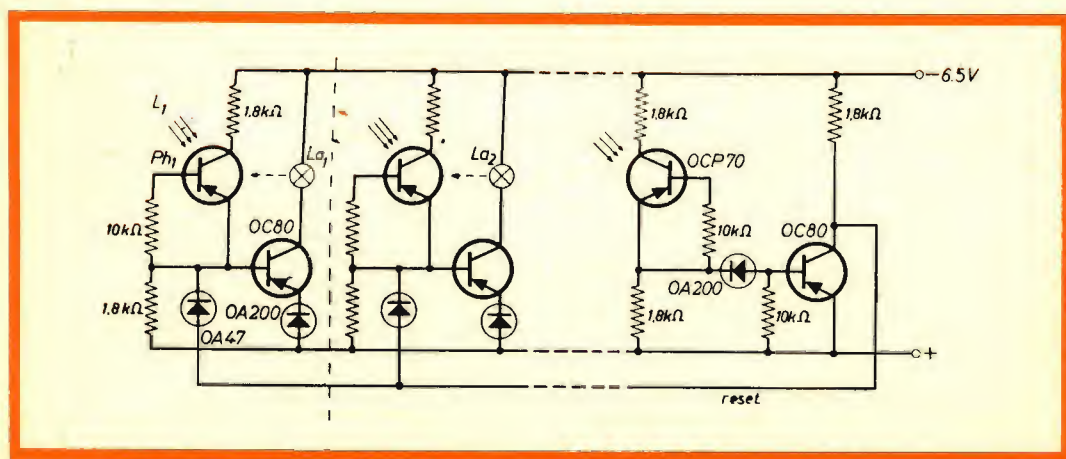 L1
1.8kΩ
-6.5V
1.8kΩ
1.8kΩ
Ph1
La1
La2
OCP70
10kΩ
OC80
10kΩ
OC80
1.8kΩ
OA200
OA47
OA200
1.8kΩ
10kΩ
+
reset